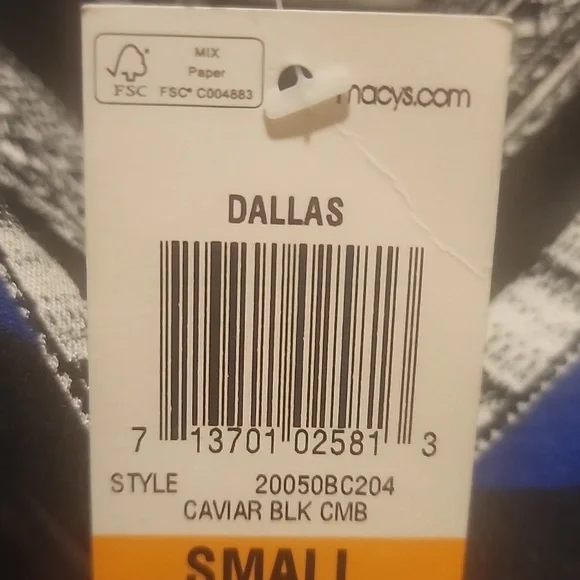 MIX
Paper
FSC
FSC® C004883
macys.com
DALLAS
7 13701 02581 3
STYLE 20050BC204
CAVIAR BLK CMB
SMALL